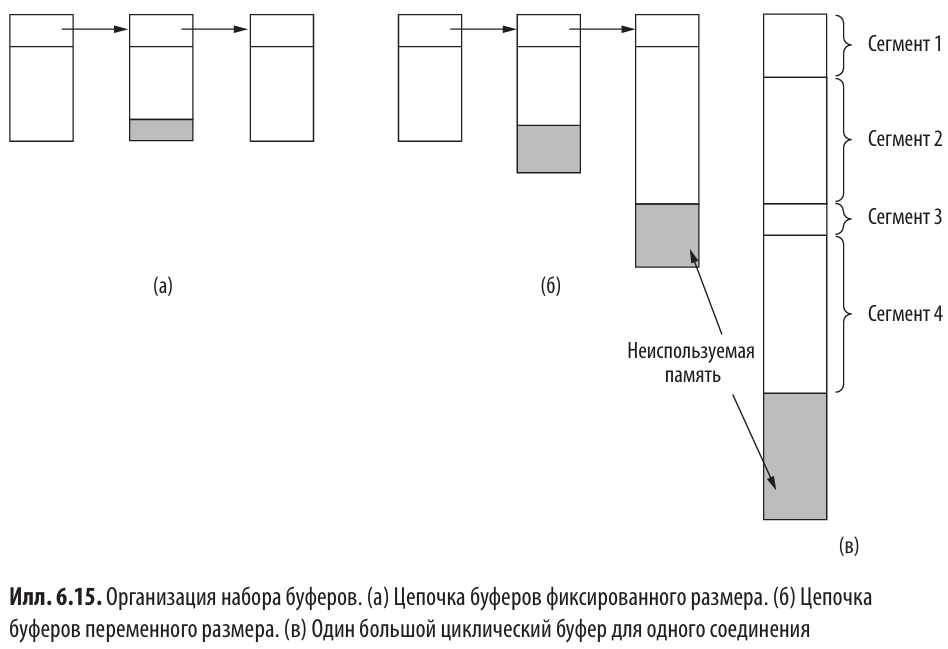 Сегмент 1
Сегмент 2
Сегмент 3
(а)
(б)
Сегмент 4
Неиспользуемая
память
(в)
Илл. 6.15. Организация набора буферов. (а) Цепочка буферов фиксированного размера. (б) Цепочка
буферов переменного размера. (в) Один большой циклический буфер для одного соединения